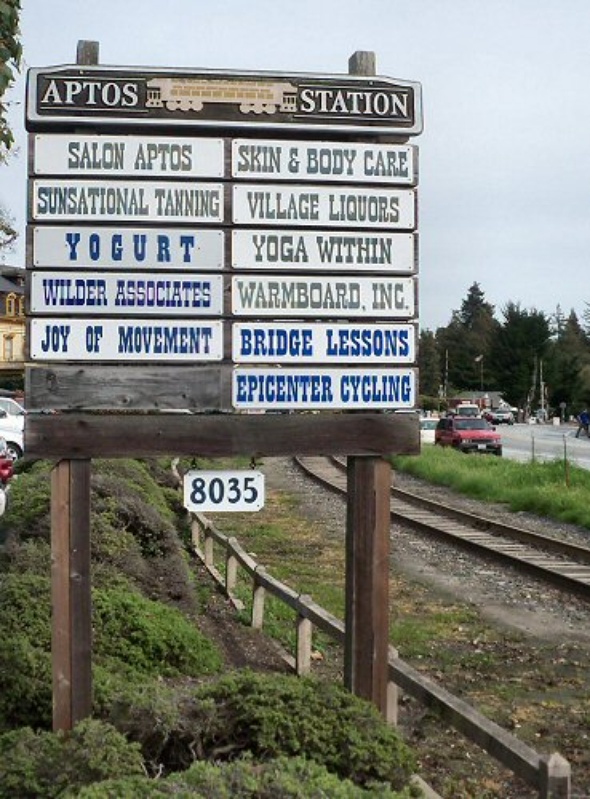 APTOS STATION
SALON APTOS
SKIN & BODY CARE
SUNSATIONAL TANNING
VILLAGE LIQUORS
YOGURT
YOGA WITHIN
WILDER ASSOCIATES
WARMBOARD, INC.
JOY OF MOVEMENT
BRIDGE LESSONS
EPICENTER CYCLING
8035